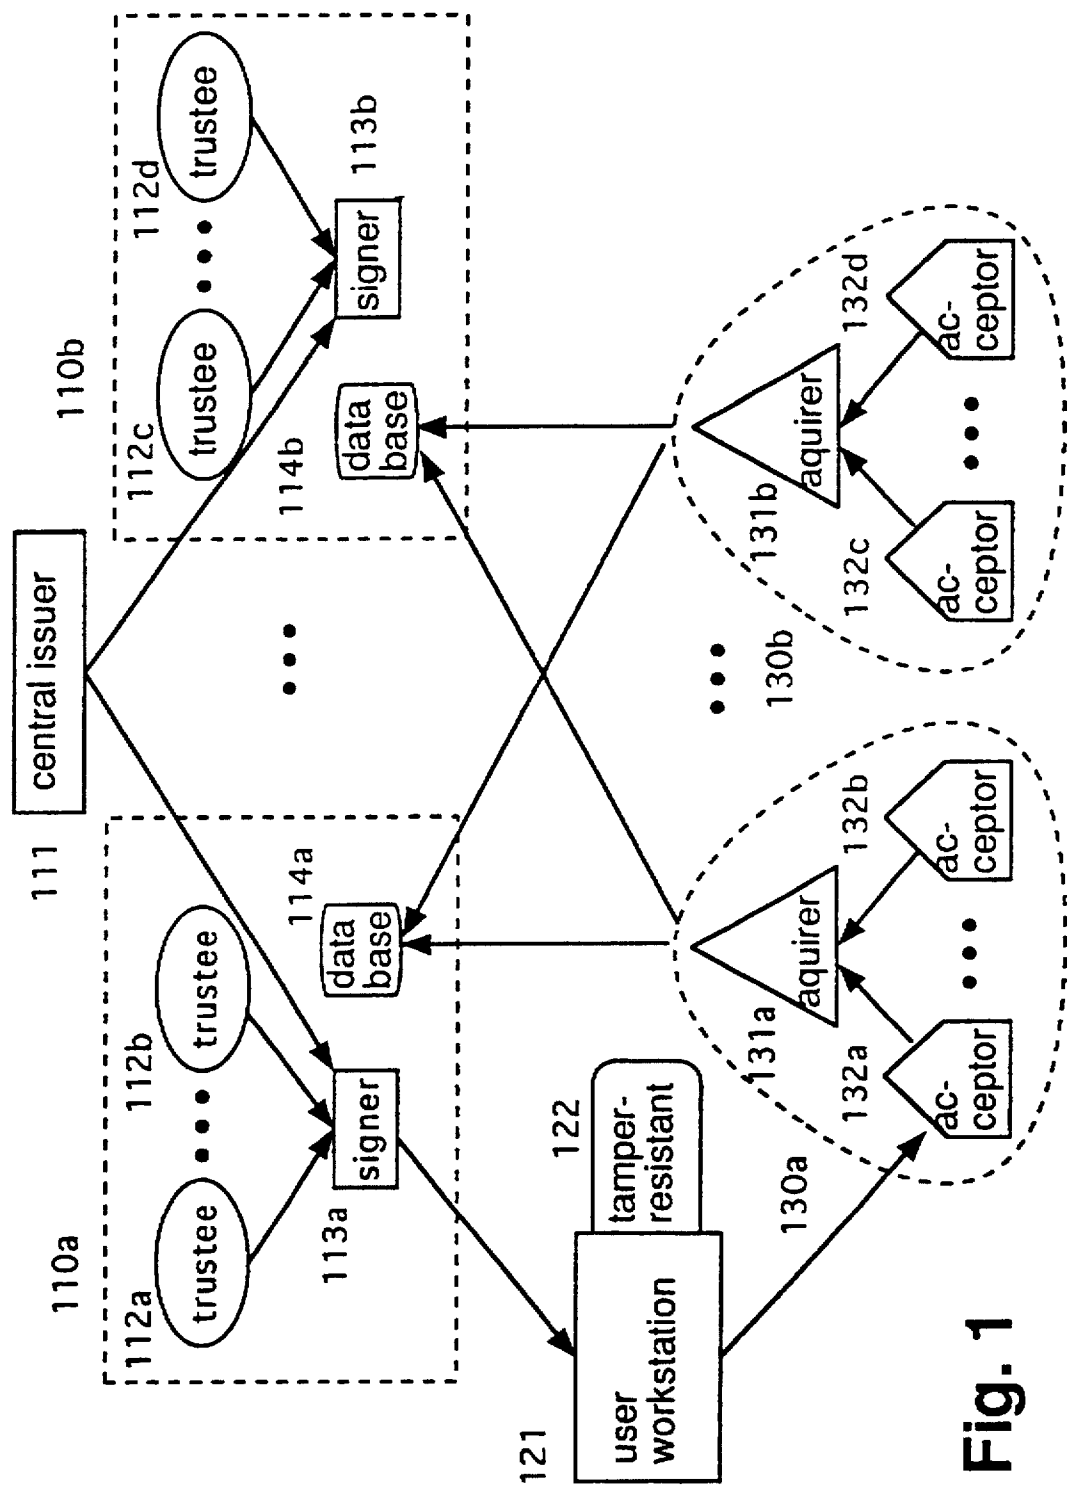 111
central issuer
110a
110b
112a
trustee
112b
trustee
112c
trustee
112d
trustee
113a
signer
114a
data
base
114b
data
base
signer
113b
121
user
workstation
122
tamper-
resistant
130a
131a
aquirer
132a
ac-
ceptor
132b
ac-
ceptor
130b
131b
aquirer
132c
ac-
ceptor
132d
ac-
ceptor
Fig. 1